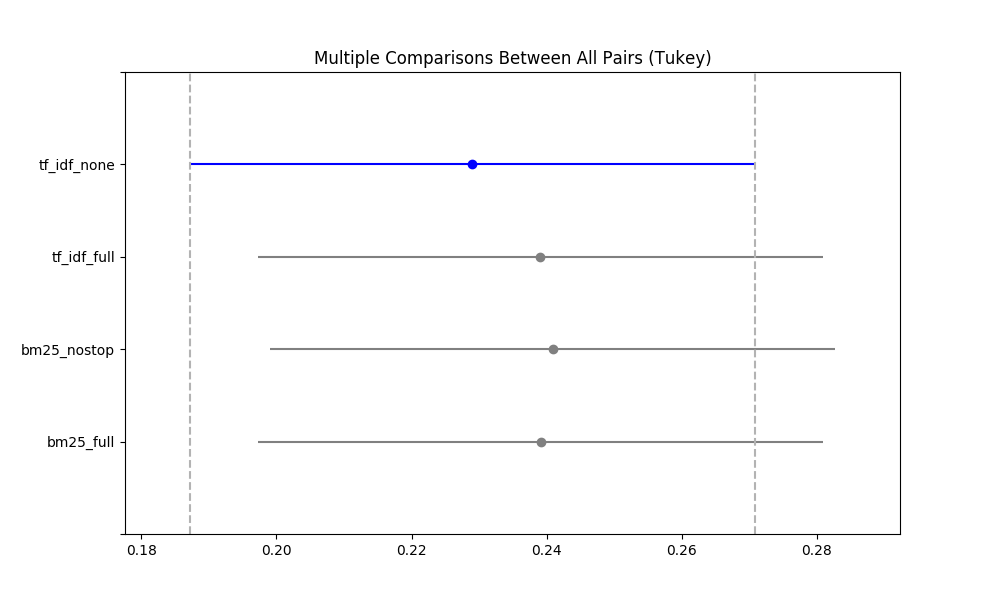 Multiple Comparisons Between All Pairs (Tukey)
tf_idf_none
tf_idf_full
bm25_nostop
bm25_full
0.18 0.20 0.22 0.24 0.26 0.28